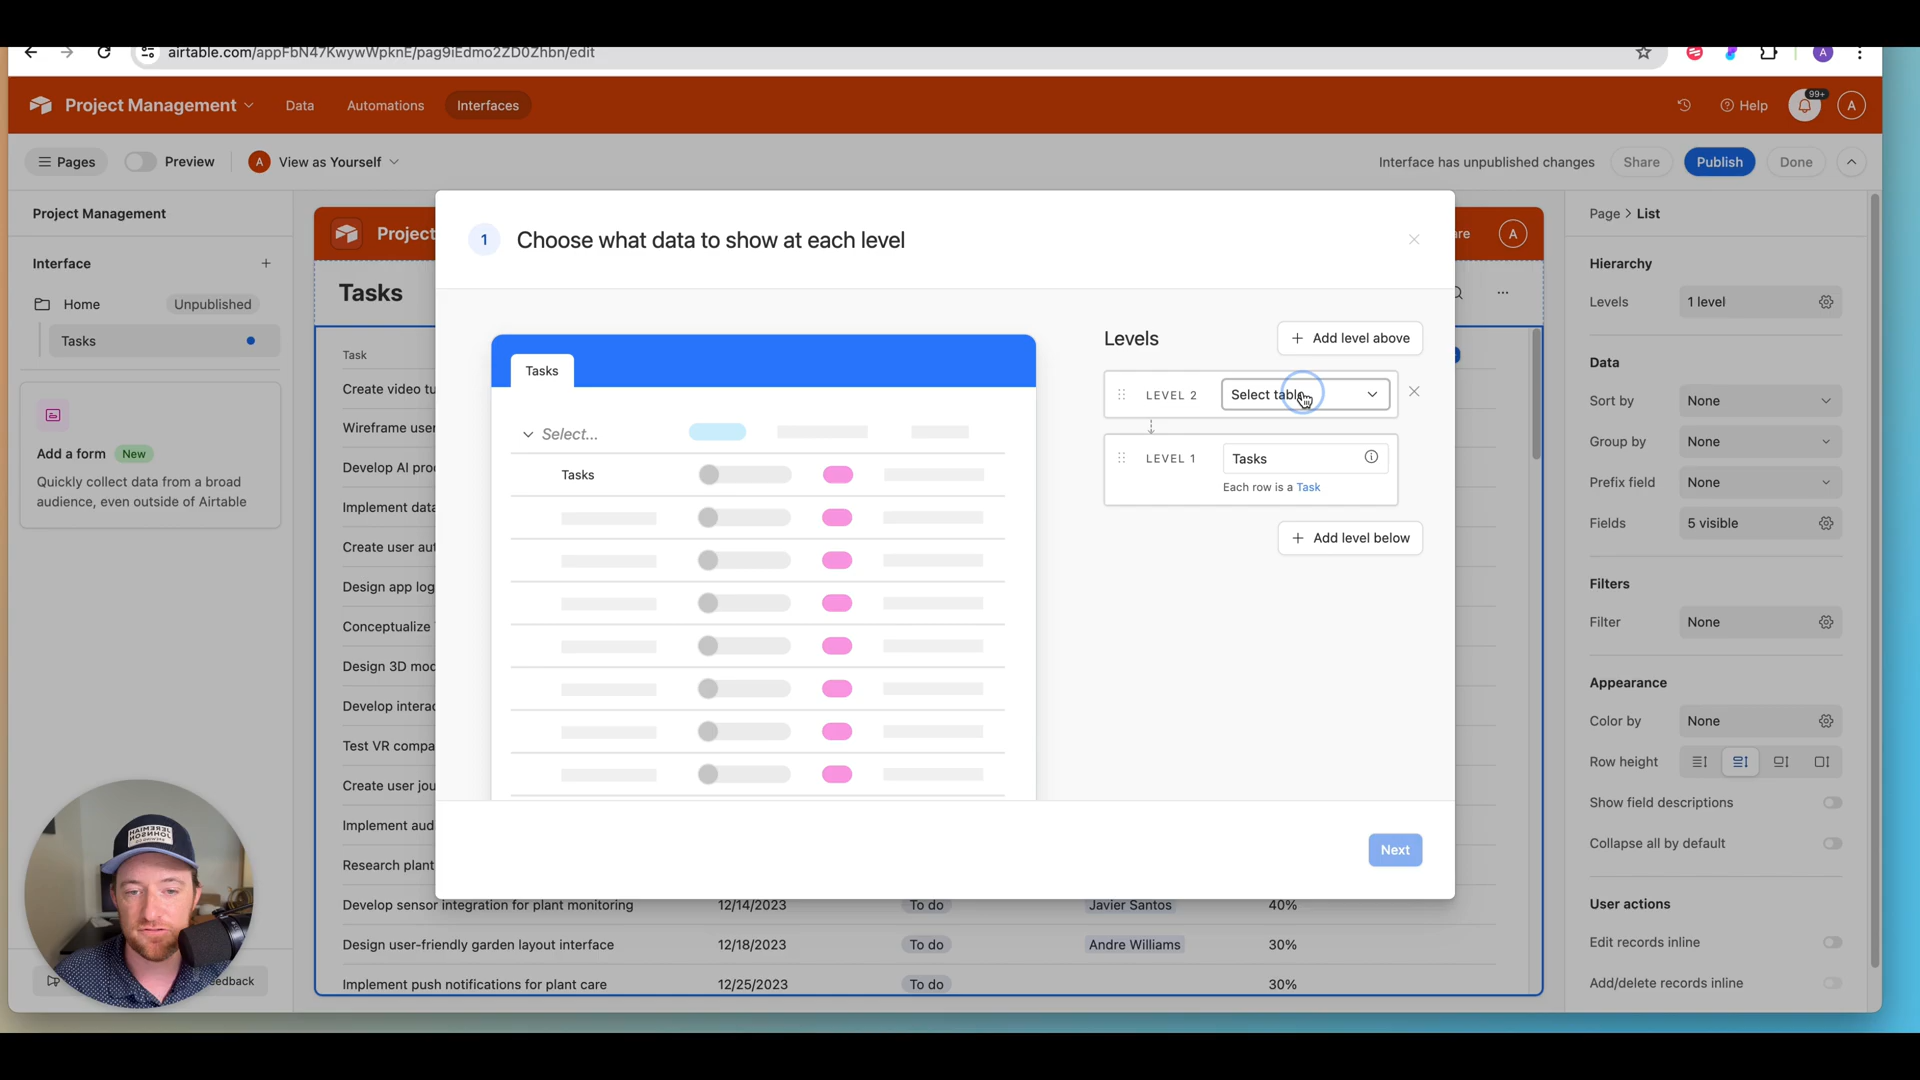 airtable.com/appFbN47KwywWpknE/pag9iEdmo2ZD0Zhbn/edit
A
Project Management
Data
Automations
Interfaces
Help
99+
A
Pages
Preview
A
View as Yourself
Interface has unpublished changes
Share
Publish
Done
Project Management
Interface
Home
Unpublished
Tasks
Add a form
New
Quickly collect data from a broad
audience, even outside of Airtable
edback
Project
re
A
Tasks
Task
Create video tu
Wireframe user
Develop AI pro
Implement data
Create user aut
Design app log
Conceptualize
Design 3D mod
Develop interac
Test VR compa
Create user jou
Implement aud
Research plant
Develop sensor integration for plant monitoring
12/14/2023
To do
Javier Santos
40%
Design user-friendly garden layout interface
12/18/2023
To do
Andre Williams
30%
Implement push notifications for plant care
12/25/2023
To do
30%
1
Choose what data to show at each level
Tasks
Select...
Tasks
Levels
Add level above
LEVEL 2
Select table
LEVEL 1
Tasks
Each row is a Task
Add level below
Next
Page > List
Hierarchy
Levels
1 level
Data
Sort by
None
Group by
None
Prefix field
None
Fields
5 visible
Filters
Filter
None
Appearance
Color by
None
Row height
Show field descriptions
Collapse all by default
User actions
Edit records inline
Add/delete records inline